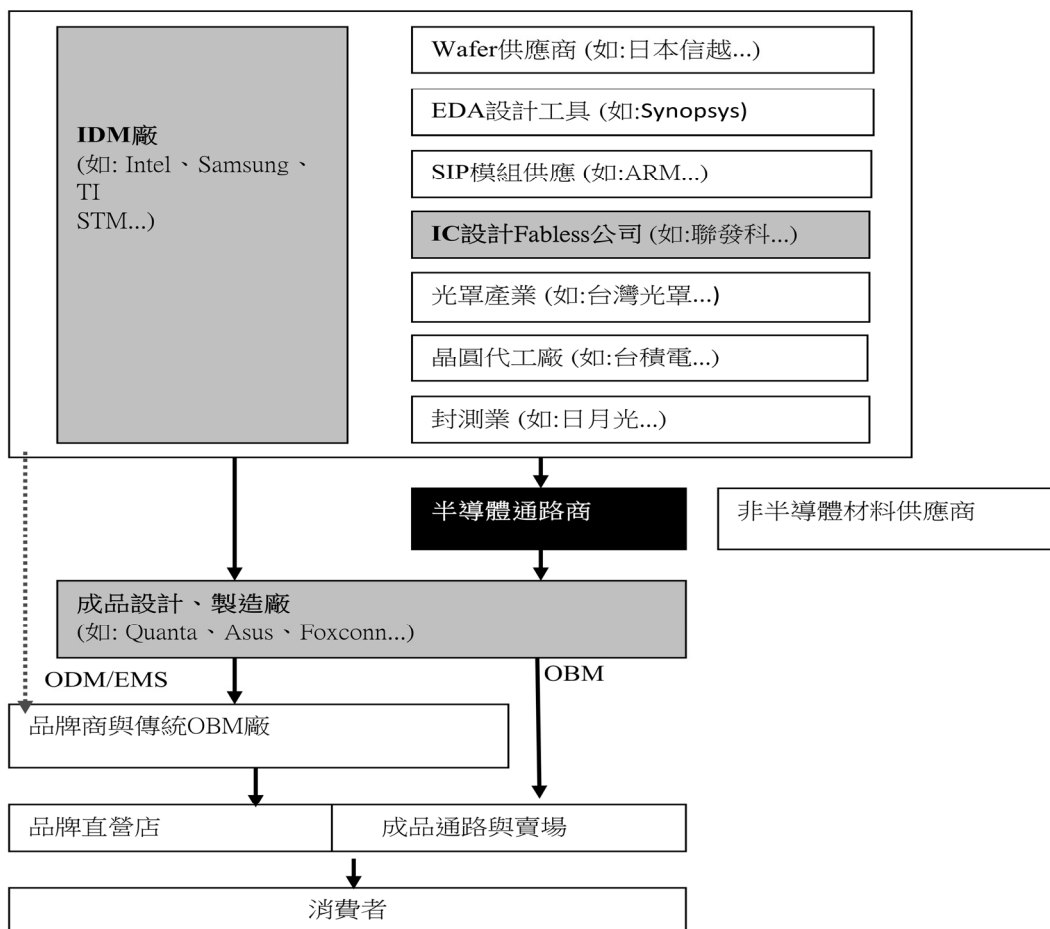 IDM廠
(如: Intel、Samsung、
TI
STM...)
Wafer供應商 (如:日本信越...)
EDA設計工具 (如:Synopsys)
SIP模組供應 (如:ARM...)
IC設計Fabless公司 (如:聯發科...)
光罩產業 (如:台灣光罩...)
晶圓代工廠 (如:台積電...)
封測業 (如:日月光...)
半導體通路商
非半導體材料供應商
成品設計、製造廠
(如: Quanta、Asus、Foxconn...)
ODM/EMS
OBM
品牌商與傳統OBM廠
品牌直營店
成品通路與賣場
消費者